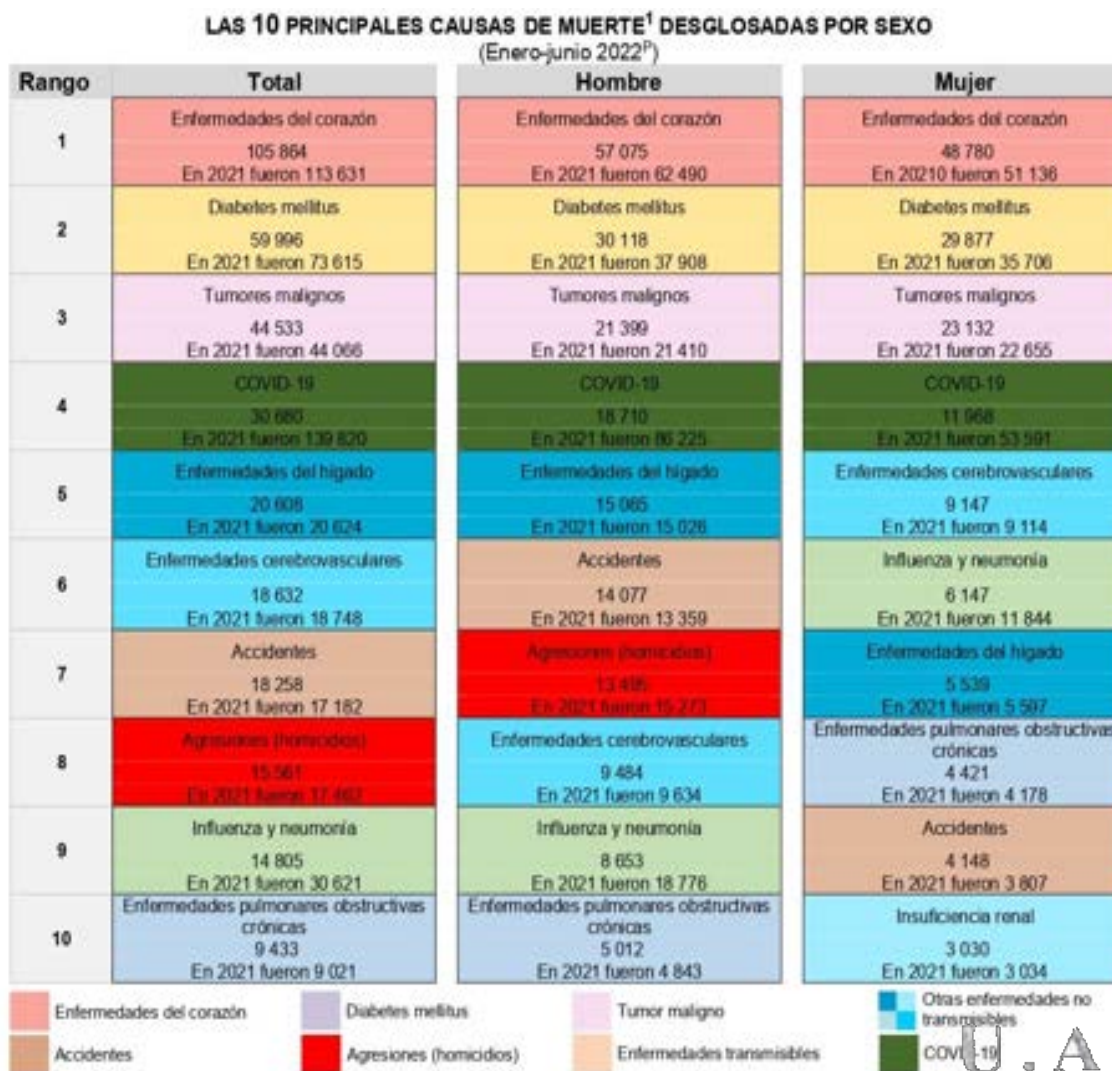 LAS 10 PRINCIPALES CAUSAS DE MUERTE¹ DESGLOSADAS POR SEXO
(Enero-junio 2022ᴾ)
Rango Total Hombre Mujer
1
Enfermedades del corazón
105 864
En 2021 fueron 113 631
Enfermedades del corazón
57 075
En 2021 fueron 62 490
Enfermedades del corazón
48 780
En 20210 fueron 51 136
2
Diabetes mellitus
59 996
En 2021 fueron 73 615
Diabetes mellitus
30 118
En 2021 fueron 37 908
Diabetes mellitus
29 877
En 2021 fueron 35 706
3
Tumores malignos
44 533
En 2021 fueron 44 066
Tumores malignos
21 399
En 2021 fueron 21 410
Tumores malignos
23 132
En 2021 fueron 22 655
4
COVID-19
30 680
En 2021 fueron 139 820
COVID-19
18 710
En 2021 fueron 86 225
COVID-19
11 968
En 2021 fueron 53 591
5
Enfermedades del hígado
20 608
En 2021 fueron 20 624
Enfermedades del hígado
15 065
En 2021 fueron 15 026
Enfermedades cerebrovasculares
9 147
En 2021 fueron 9 114
6
Enfermedades cerebrovasculares
18 632
En 2021 fueron 18 748
Accidentes
14 077
En 2021 fueron 13 359
Influenza y neumonía
6 147
En 2021 fueron 11 844
7
Accidentes
18 258
En 2021 fueron 17 182
Agresiones (homicidios)
En 2021 fueron 15 273
Enfermedades del hígado
5 539
En 2021 fueron 5 597
8
Agresiones (homicidios)
15 561
En 2021 fueron
Enfermedades cerebrovasculares
9 484
En 2021 fueron 9 634
Enfermedades pulmonares obstructivas
crónicas
4 421
En 2021 fueron 4 178
9
Influenza y neumonía
14 805
En 2021 fueron 30 621
Influenza y neumonía
8 653
En 2021 fueron 18 776
Accidentes
4 148
En 2021 fueron 3 807
10
Enfermedades pulmonares obstructivas
crónicas
9 433
En 2021 fueron 9 021
Enfermedades pulmonares obstructivas
crónicas
5 012
En 2021 fueron 4 843
Insuficiencia renal
3 030
En 2021 fueron 3 034
Enfermedades del corazón
Diabetes mellitus
Tumor maligno
Otras enfermedades no
transmisibles
Accidentes
Agresiones (homicidios)
Enfermedades transmisibles
COVID-19
U.A